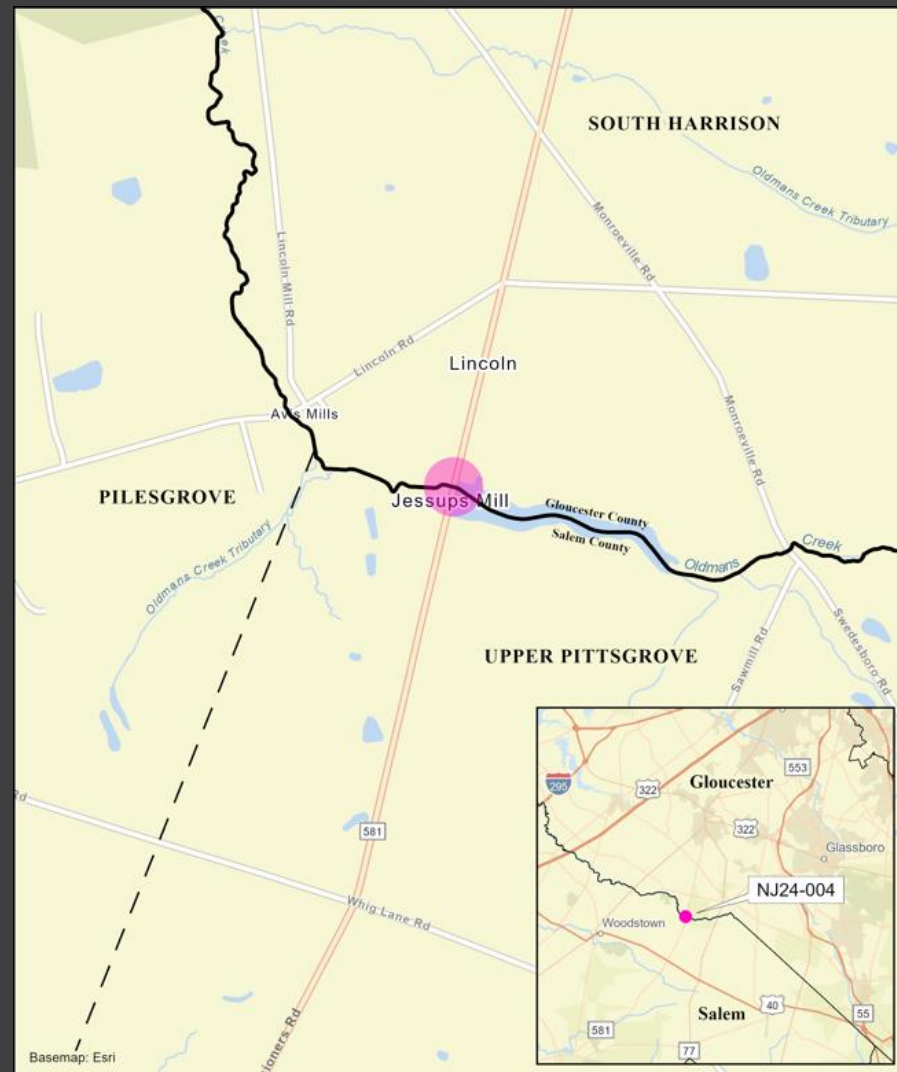 Creek
SOUTH HARRISON
Oldmans Creek Tributary
Monroeville Rd
Lincoln Mill Rd
Lincoln Rd
Lincoln
Avis Mills
Monroeville Rd
PILESGROVE
Jessups Mill
Gloucester County
Salem County
Oldmans
Creek
Oldmans Creek Tributary
UPPER PITTSGROVE
Sawmill Rd
Swedesboro Rd
Rd
581
Whig Lane Rd
ioners Rd
Basemap: Esri
553
295
322
Gloucester
322
Glassboro
NJ24-004
Woodstown
40
Salem
55
581
77